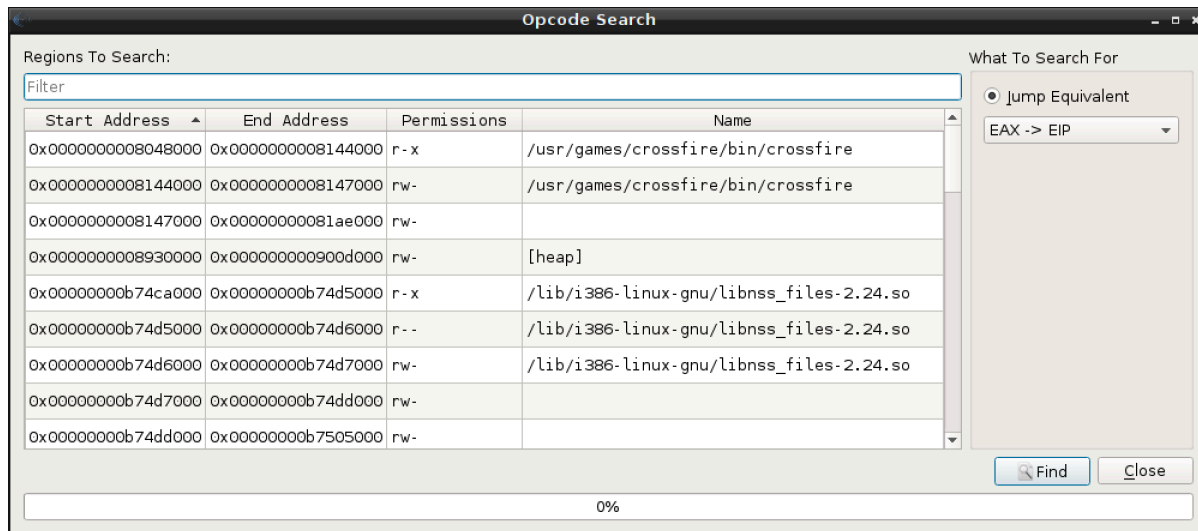 Opcode Search
Regions To Search:
What To Search For
Filter
Jump Equivalent
EAX -> EIP
Start Address End Address Permissions Name
0x0000000008048000 0x0000000008144000 r-x /usr/games/crossfire/bin/crossfire
0x0000000008144000 0x0000000008147000 rw- /usr/games/crossfire/bin/crossfire
0x0000000008147000 0x00000000081ae000 rw-
0x0000000008930000 0x000000000900d000 rw- [heap]
0x00000000b74ca000 0x00000000b74d5000 r-x /lib/i386-linux-gnu/libnss_files-2.24.so
0x00000000b74d5000 0x00000000b74d6000 r-- /lib/i386-linux-gnu/libnss_files-2.24.so
0x00000000b74d6000 0x00000000b74d7000 rw- /lib/i386-linux-gnu/libnss_files-2.24.so
0x00000000b74d7000 0x00000000b74dd000 rw-
0x00000000b74dd000 0x00000000b7505000 rw-
Find Close
0%